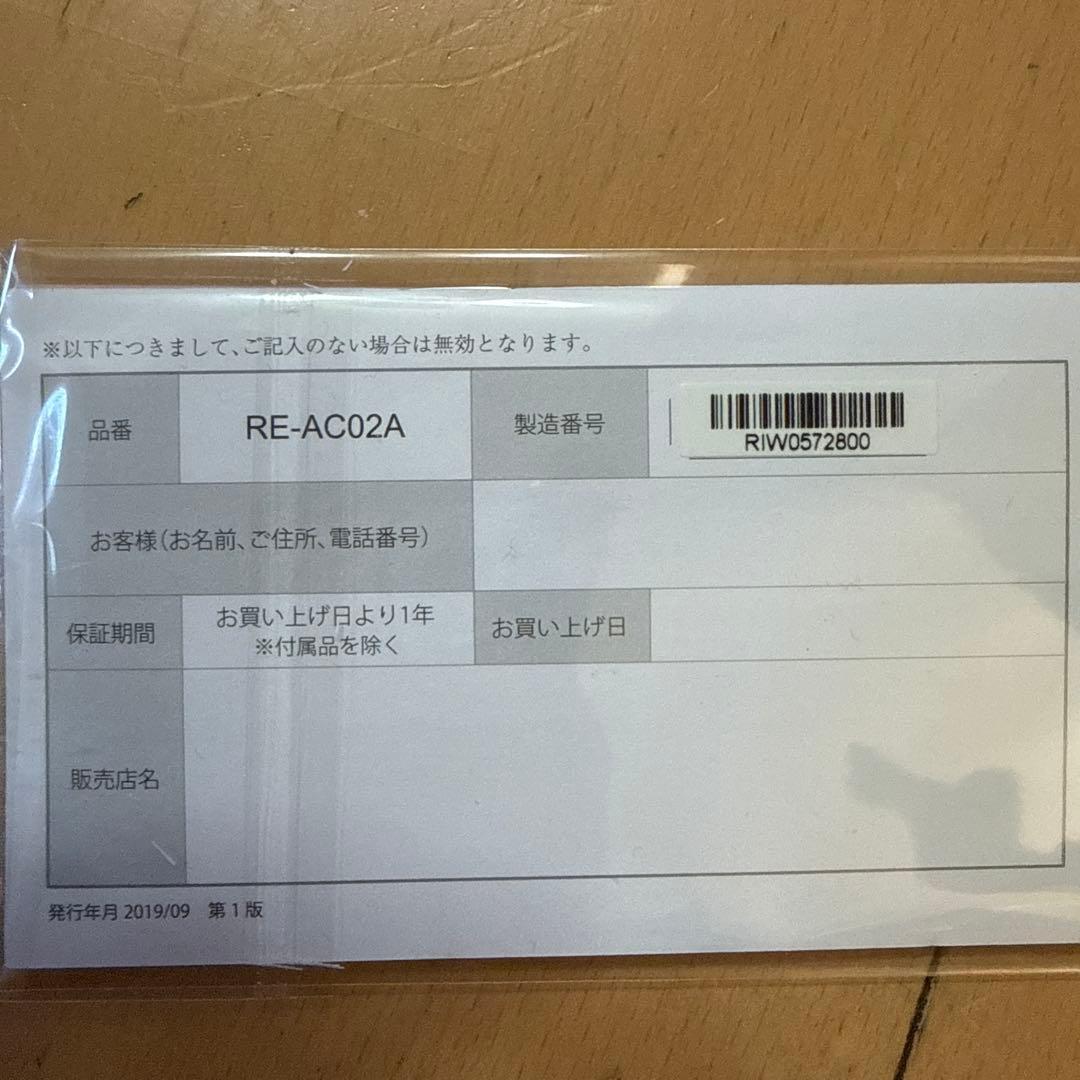 ※以下につきまして、ご記入のない場合は無効となります。
品番 RE-AC02A 製造番号 RIW0572800
お客様(お名前、ご住所、電話番号)
保証期間 お買い上げ日より1年 お買い上げ日
※付属品を除く
販売店名
発行年月 2019/09 第1版